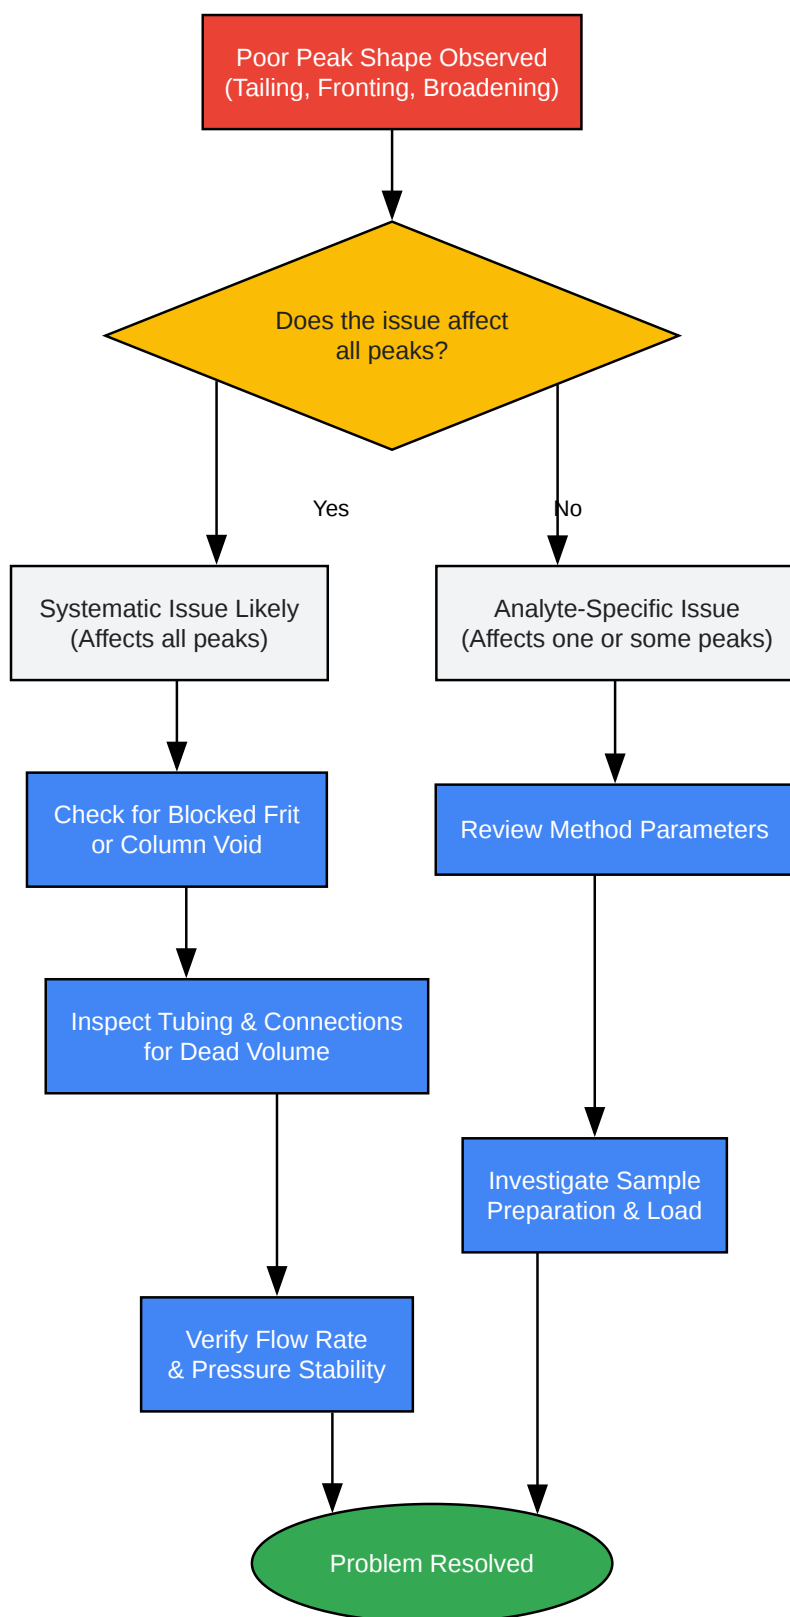 Poor Peak Shape Observed
(Tailing, Fronting, Broadening)
Does the issue affect
all peaks?
Yes
No
Systematic Issue Likely
(Affects all peaks)
Analyte-Specific Issue
(Affects one or some peaks)
Check for Blocked Frit
or Column Void
Review Method Parameters
Inspect Tubing & Connections
for Dead Volume
Investigate Sample
Preparation & Load
Verify Flow Rate
& Pressure Stability
Problem Resolved